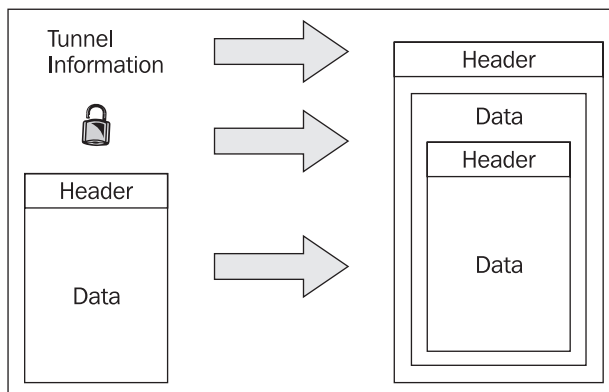 Tunnel
Information
Header
Data
Header
Data
Header
Data